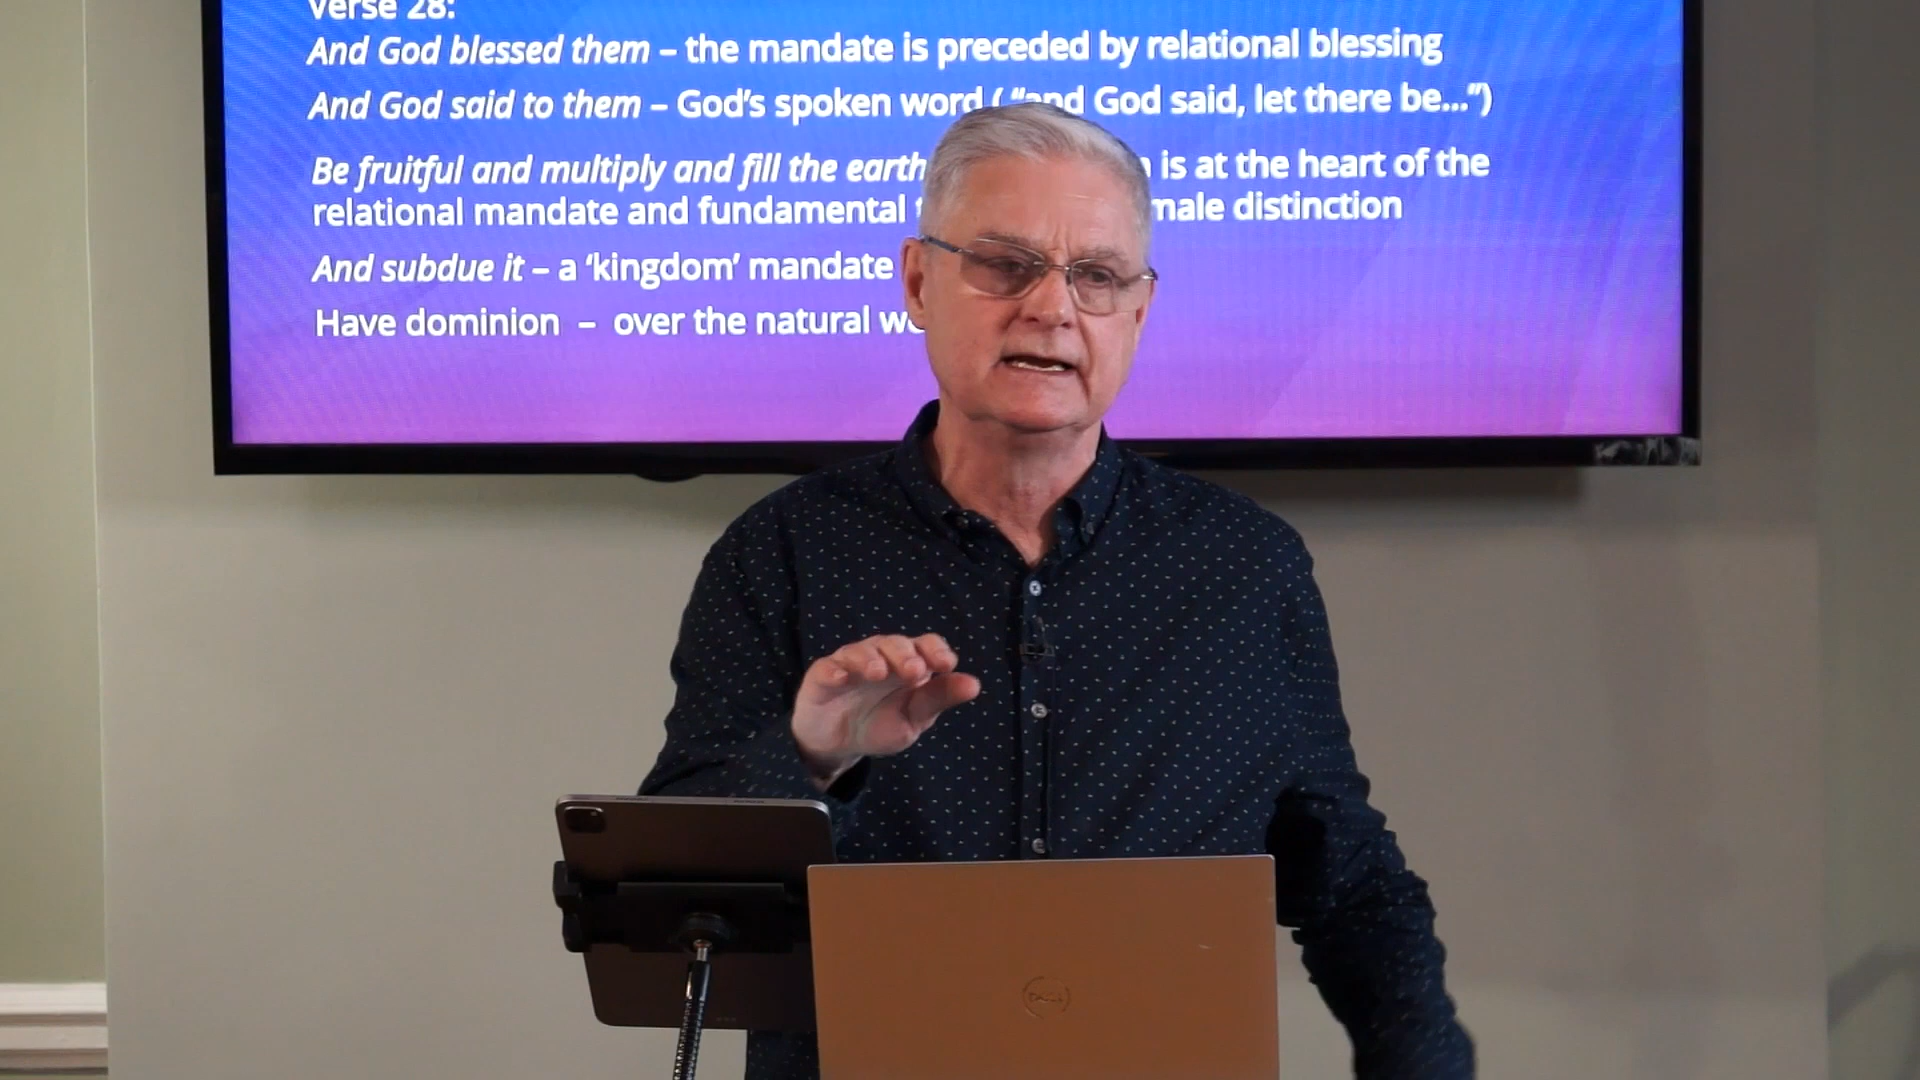 Verse 28:
And God blessed them – the mandate is preceded by relational blessing
And God said to them – God's spoken word ( "and God said, let there be...")
Be fruitful and multiply and fill the earth is at the heart of the
relational mandate and fundamental male distinction
And subdue it – a 'kingdom' mandate
Have dominion – over the natural
DELL